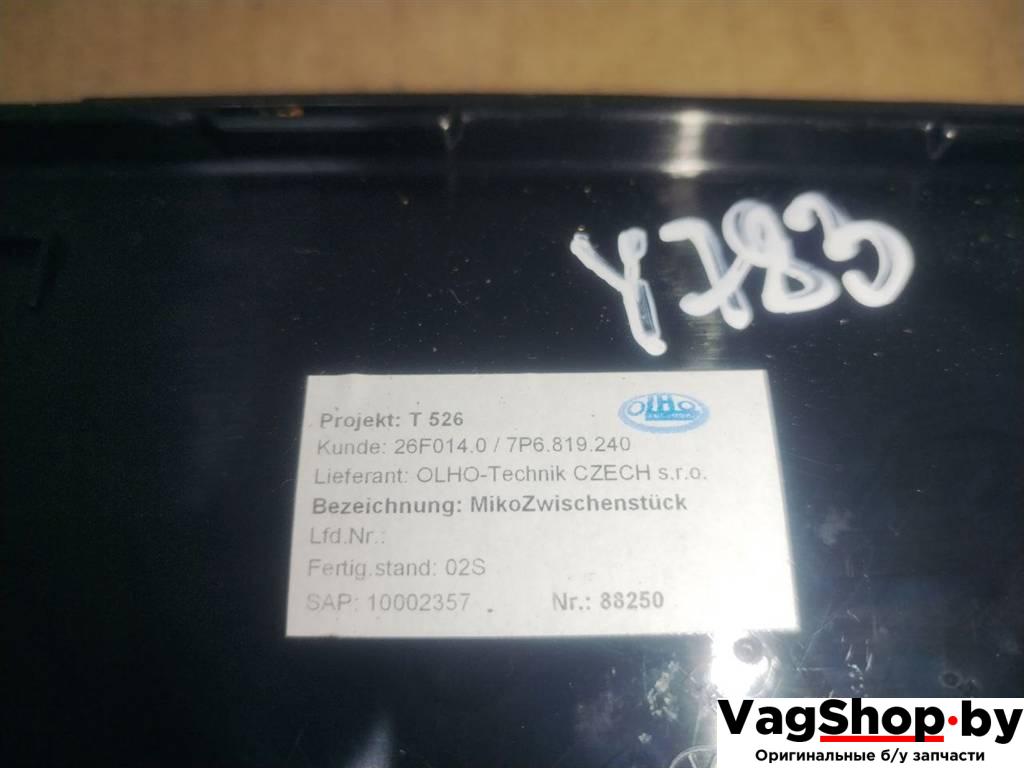 Y783
OLHO
Projekt: T 526
Kunde: 26F014.0 / 7P6.819.240
Lieferant: OLHO-Technik CZECH s.r.o.
Bezeichnung: MikoZwischenstück
Lfd.Nr.:
Fertig.stand: 02S
SAP: 10002357
Nr.: 88250
VagShop.by
Оригинальные б/у запчасти